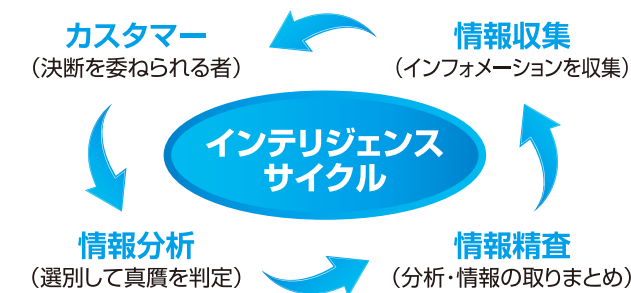 カスタマー
（決断を委ねられる者）
情報収集
（インフォメーションを収集）
インテリジェンス
サイクル
情報分析
（選別して真贋を判定）
情報精査
（分析・情報の取りまとめ）